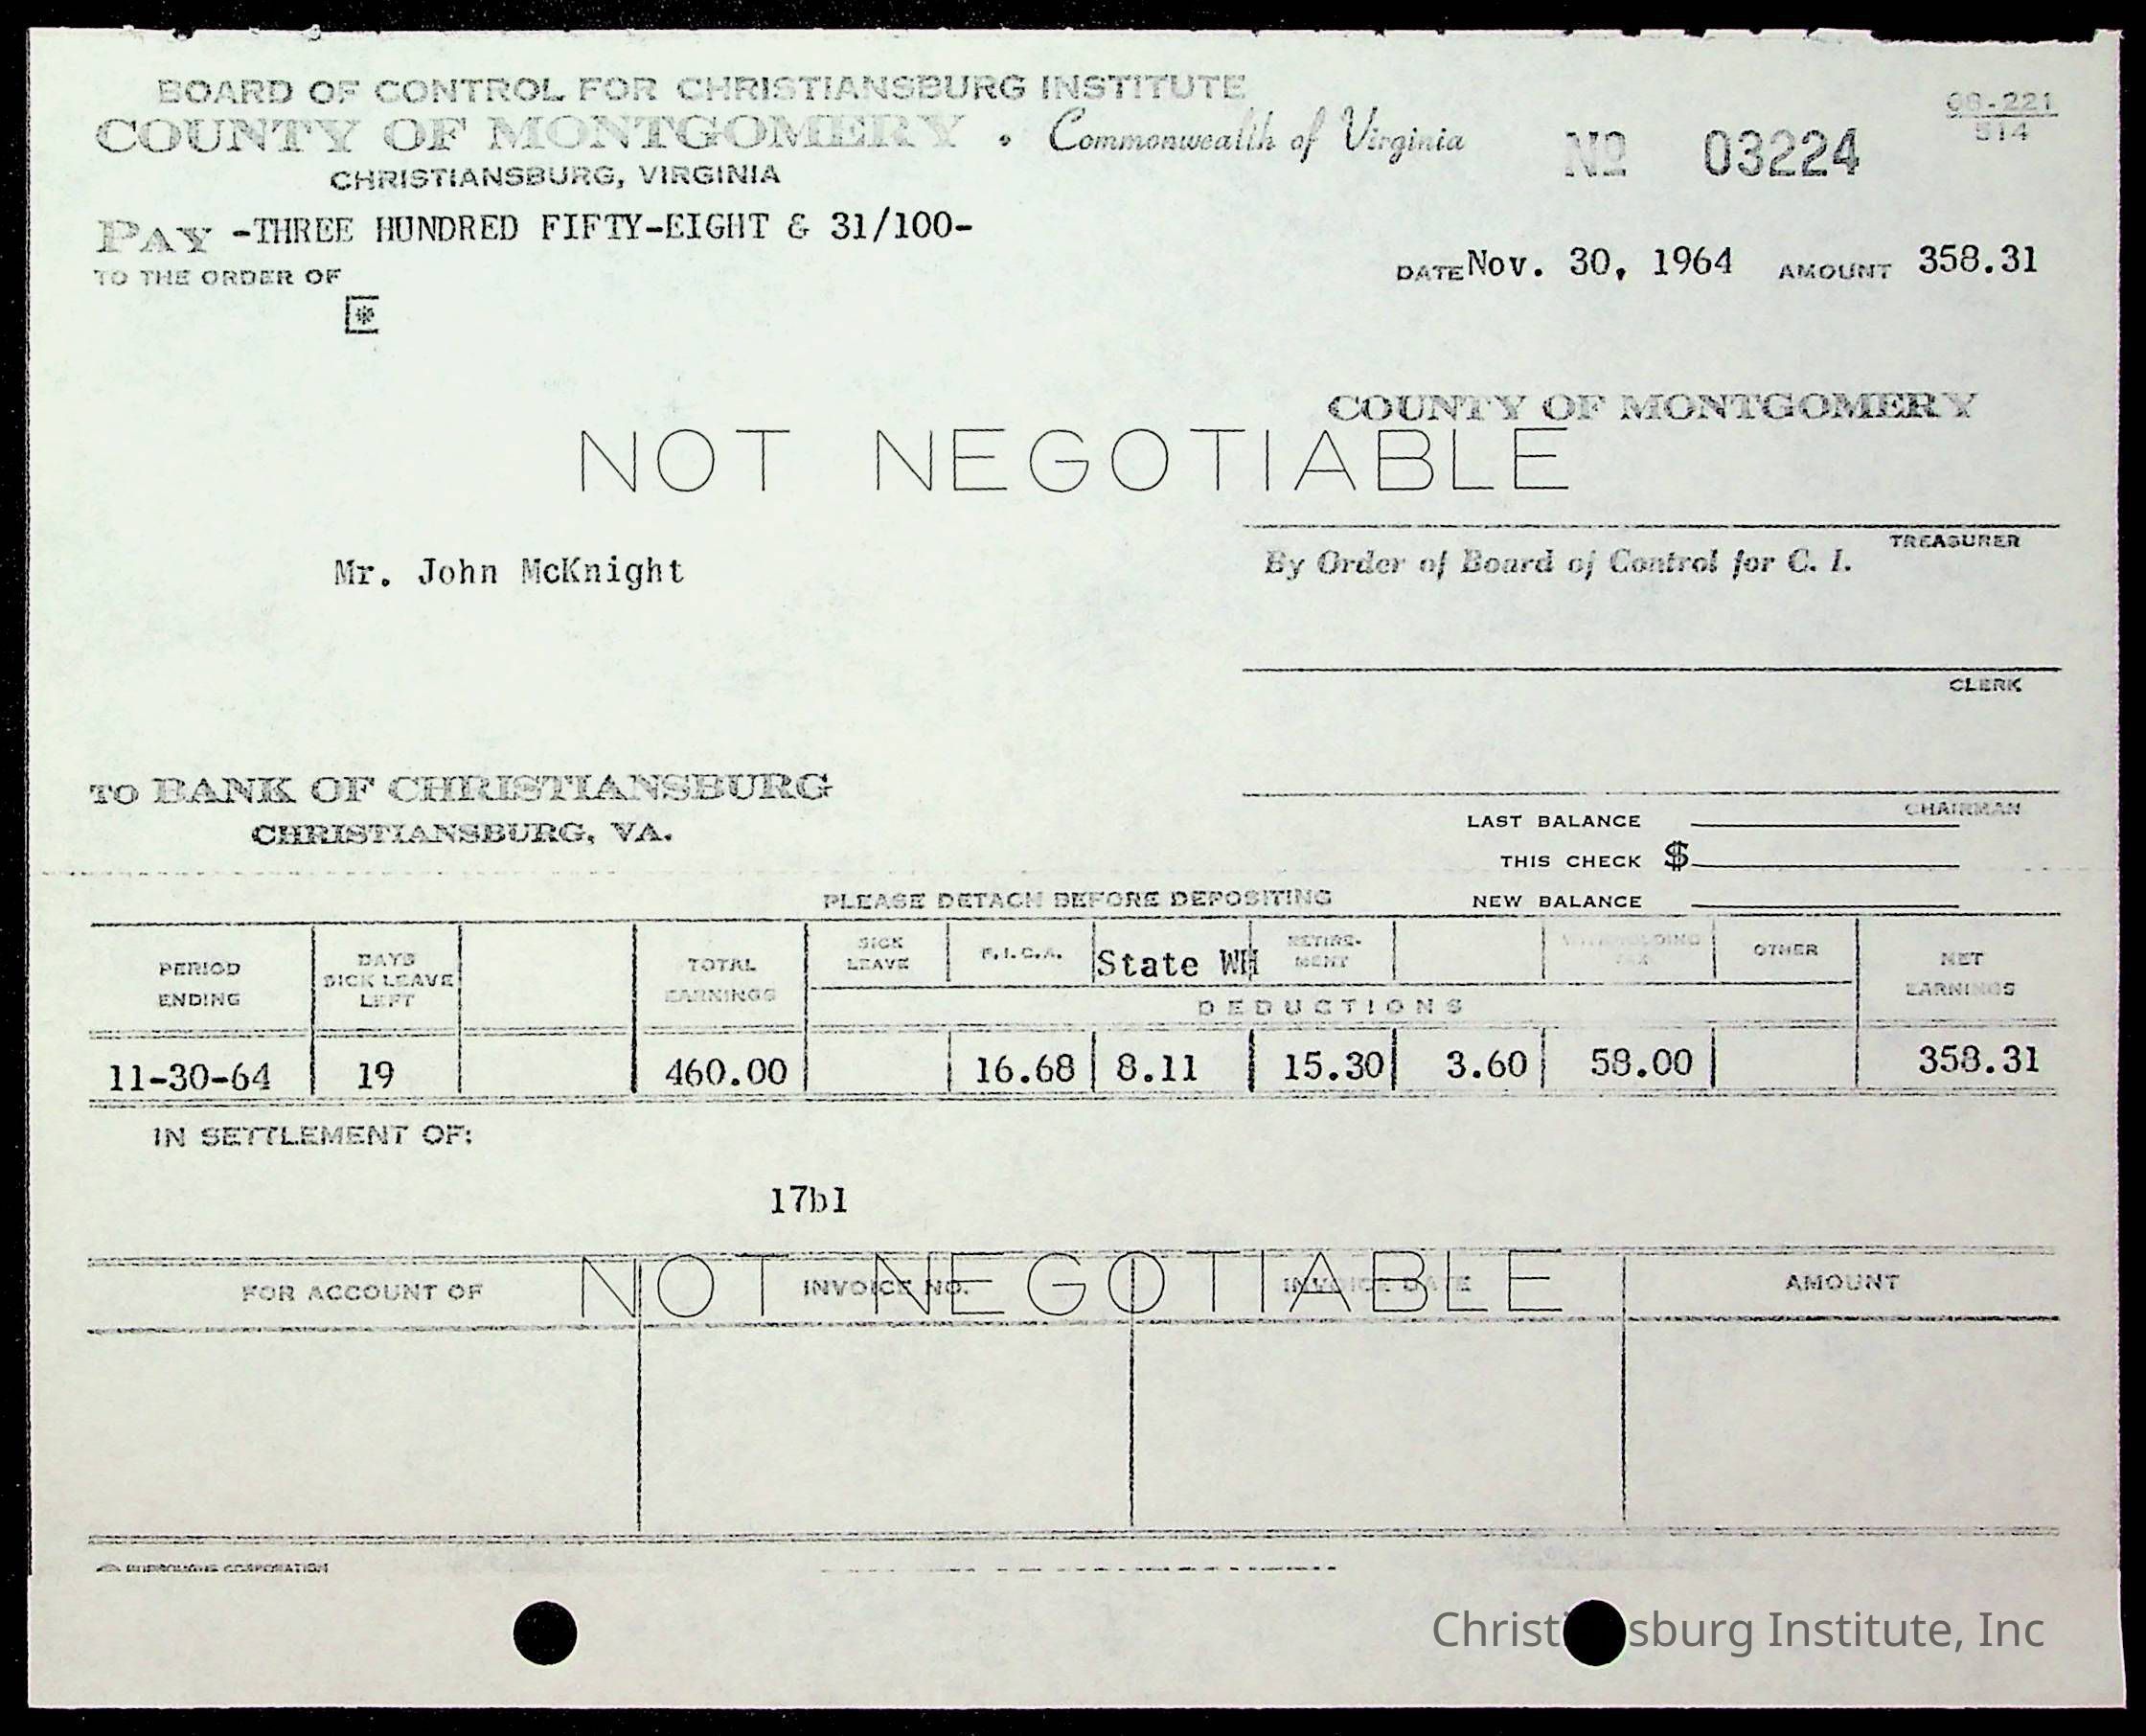 BOARD OF CONTROL FOR CHRISTIANSBURG INSTITUTE
COUNTY OF MONTGOMERY • Commonwealth of Virginia
CHRISTIANSBURG, VIRGINIA
No 03224
68-221
514
PAY -THREE HUNDRED FIFTY-EIGHT & 31/100-
TO THE ORDER OF
DATE Nov. 30, 1964 AMOUNT 358.31
COUNTY OF MONTGOMERY
NOT NEGOTIABLE
TREASURER
Mr. John McKnight
By Order of Board of Control for C. I.
CLERK
TO BANK OF CHRISTIANSBURG
CHRISTIANSBURG, VA.
CHAIRMAN
LAST BALANCE
THIS CHECK $
NEW BALANCE
PLEASE DETACH BEFORE DEPOSITING
PERIOD ENDING
DAYS SICK LEAVE LEFT
TOTAL EARNINGS
SICK LEAVE
F.I.C.A.
State WH
RETIRE-MENT
WITHHOLDING TAX
OTHER
NET EARNINGS
DEDUCTIONS
11-30-64 19 460.00 16.68 8.11 15.30 3.60 58.00 358.31
IN SETTLEMENT OF:
17b1
NOT NEGOTIABLE
FOR ACCOUNT OF INVOICE NO. INVOICE DATE AMOUNT
BURROUGHS CORPORATION
Christ sburg Institute, Inc